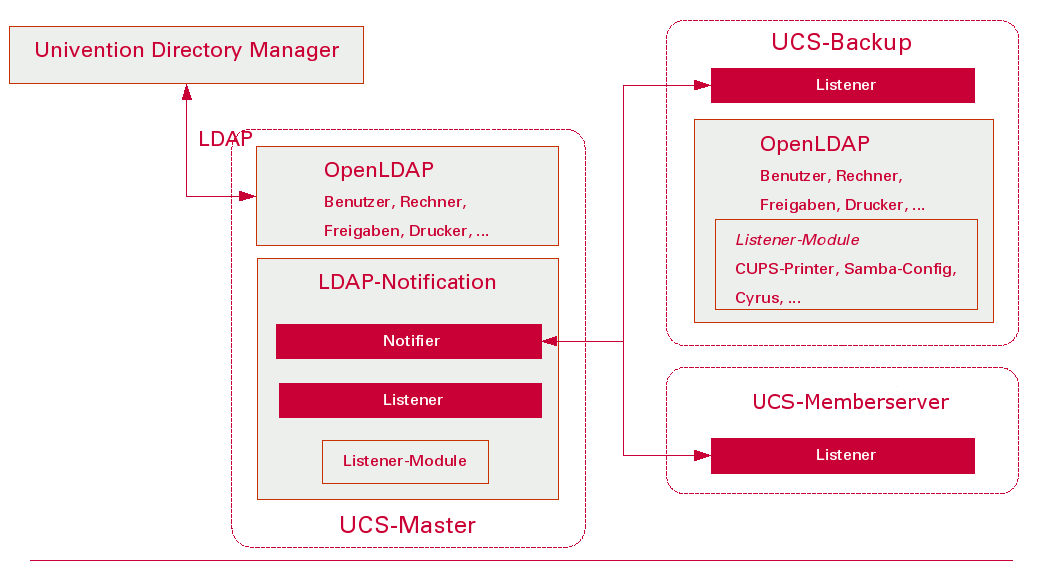 Univention Directory Manager
LDAP
OpenLDAP
Benutzer, Rechner,
Freigaben, Drucker, ...
LDAP-Notification
Notifier
Listener
Listener-Module
UCS-Master
UCS-Backup
Listener
OpenLDAP
Benutzer, Rechner,
Freigaben, Drucker, ...
Listener-Module
CUPS-Printer, Samba-Config,
Cyrus, ...
UCS-Memberserver
Listener